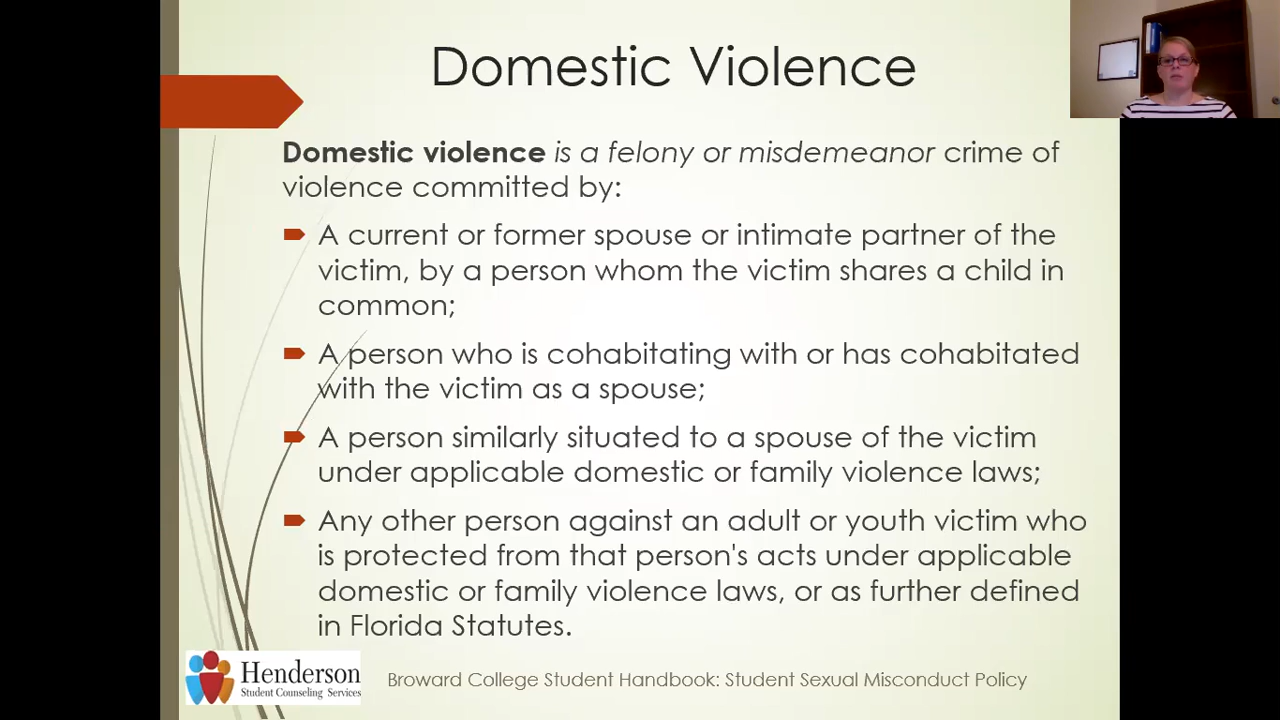 Domestic Violence
Domestic violence is a felony or misdemeanor crime of
violence committed by:
A current or former spouse or intimate partner of the
victim, by a person whom the victim shares a child in
common;
A person who is cohabitating with or has cohabitated
with the victim as a spouse;
A person similarly situated to a spouse of the victim
under applicable domestic or family violence laws;
Any other person against an adult or youth victim who
is protected from that person's acts under applicable
domestic or family violence laws, or as further defined
in Florida Statutes.
Henderson
Student Counseling Services
Broward College Student Handbook: Student Sexual Misconduct Policy